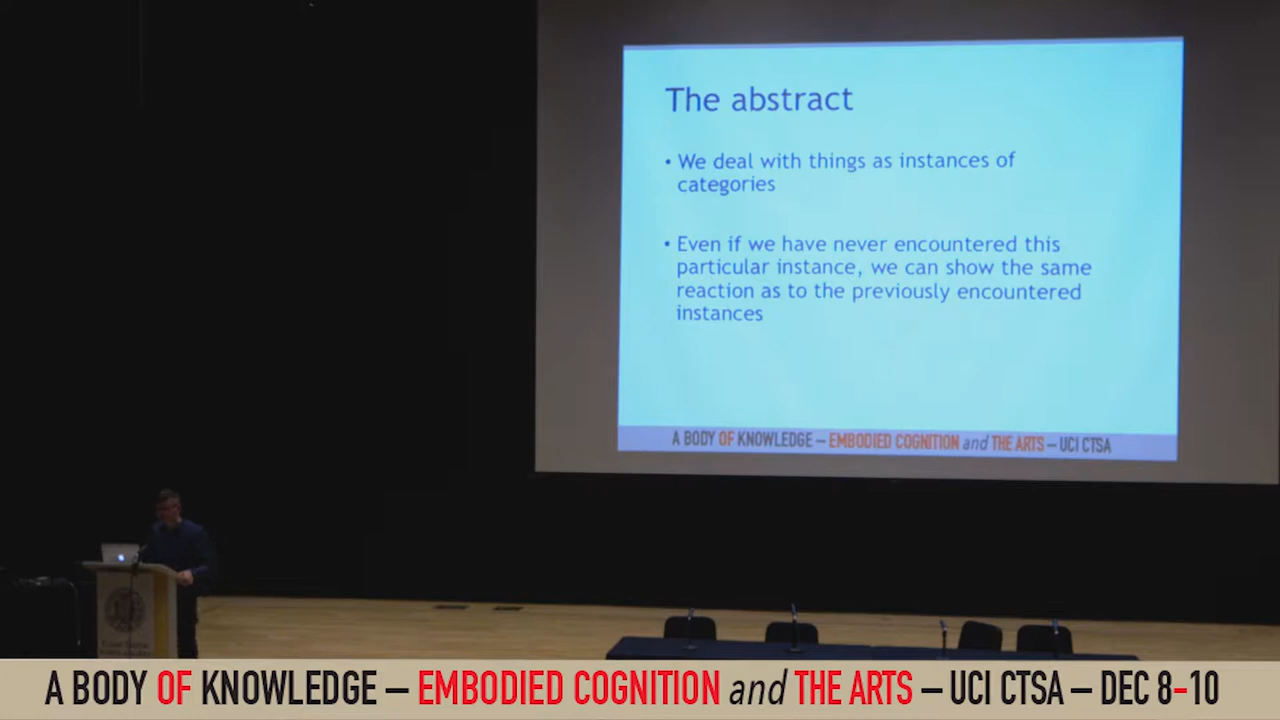 The abstract
• We deal with things as instances of
categories
• Even if we have never encountered this
particular instance, we can show the same
reaction as to the previously encountered
instances
A BODY OF KNOWLEDGE – EMBODIED COGNITION and THE ARTS – UCI CTSA
A BODY OF KNOWLEDGE – EMBODIED COGNITION and THE ARTS – UCI CTSA – DEC 8-10